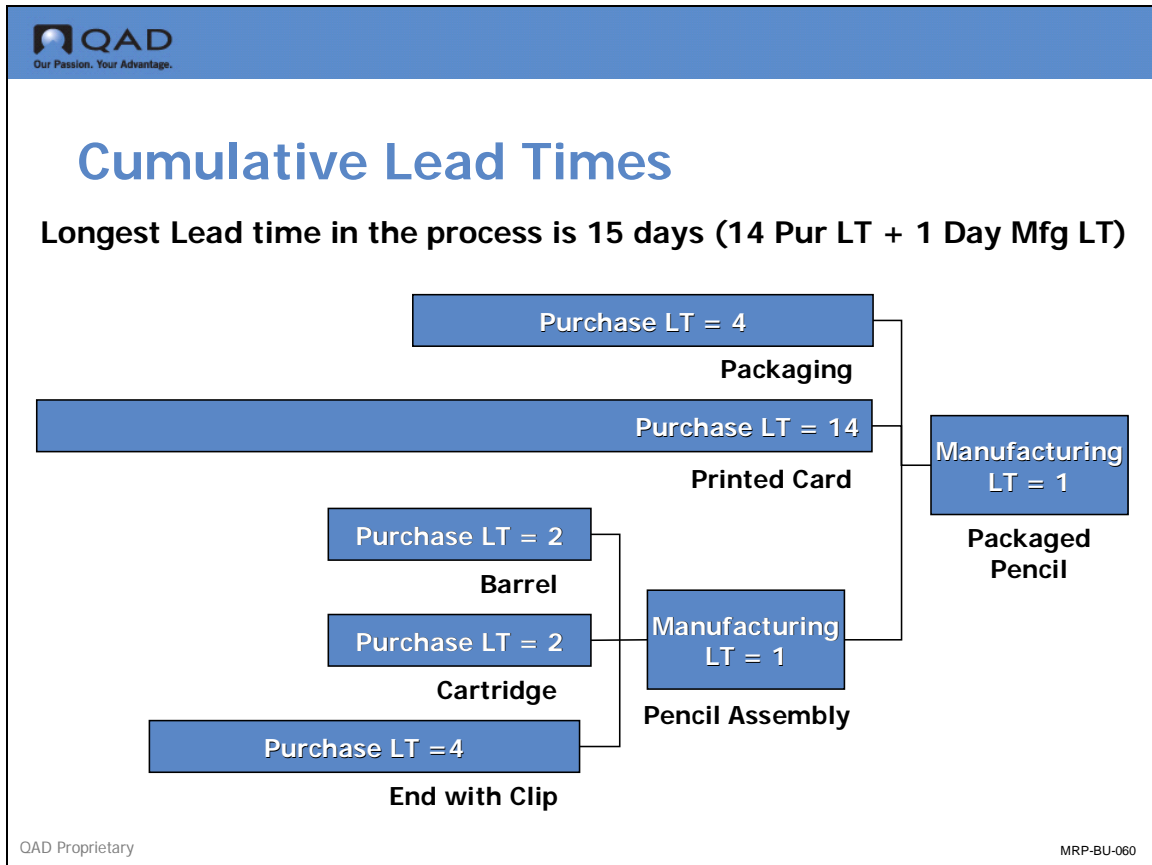 QAD
Our Passion. Your Advantage.
Cumulative Lead Times
Longest Lead time in the process is 15 days (14 Pur LT + 1 Day Mfg LT)
Purchase LT = 4
Packaging
Purchase LT = 14
Printed Card
Manufacturing
LT = 1
Packaged
Pencil
Purchase LT = 2
Barrel
Purchase LT = 2
Cartridge
Manufacturing
LT = 1
Pencil Assembly
Purchase LT =4
End with Clip
QAD Proprietary
MRP-BU-060